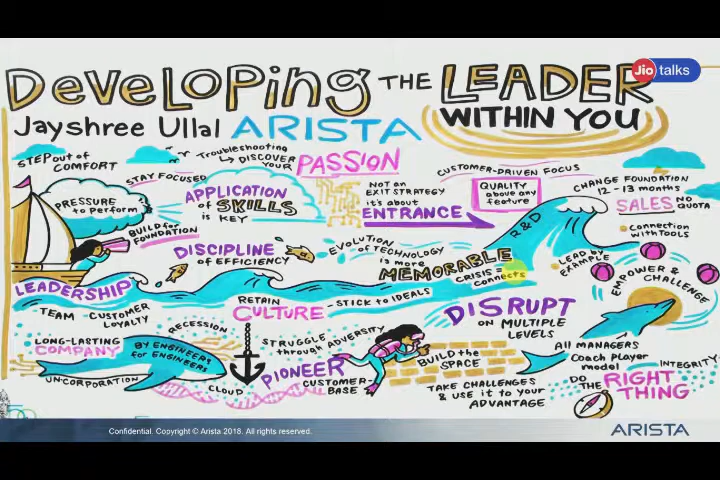 Jio talks
DeveLoping THE LEADER
WITHIN YOU
Jayshree Ullal ARISTA
STEP out of
COMFORT
Troubleshooting
↳ DISCOVER
YOUR
PASSION
STAY FOCUSED
PRESSURE
to PERFORM
BUILD for
FOUNDATION
APPLICATION
of SKILLS
is KEY
NOT AN
EXIT STRATEGY
it's about
ENTRANCE
CUSTOMER-DRIVEN FOCUS
QUALITY
above any
feature
CHANGE FOUNDATION
12-13 months
SALES NO
QUOTA
CONNECTION
WITH TOOLS
R&D
DISCIPLINE
of EFFICIENCY
EVOLUTION
OF TECHNOLOGY
is more
MEMORABLE
CRISIS =
connects
LEAD BY
EXAMPLE
EMPOWER & CHALLENGE
LEADERSHIP
TEAM - CUSTOMER
LOYALTY
RETAIN
CULTURE - STICK to IDEALS
DISRUPT
ON MULTIPLE
LEVELS
LONG-LASTING
COMPANY
RECESSION
BY ENGINEERS
for ENGINEERS
UNCORPORATION
CLOUD
STRUGGLE
through ADVERSITY
PIONEER
CUSTOMER-
BASE
BUILD the
SPACE
TAKE CHALLENGES
& USE it to YOUR
ADVANTAGE
All MANAGERS
Coach Player
model
INTEGRITY
DO
THE RIGHT
THING
Confidential. Copyright © Arista 2018. All rights reserved.
ARISTA